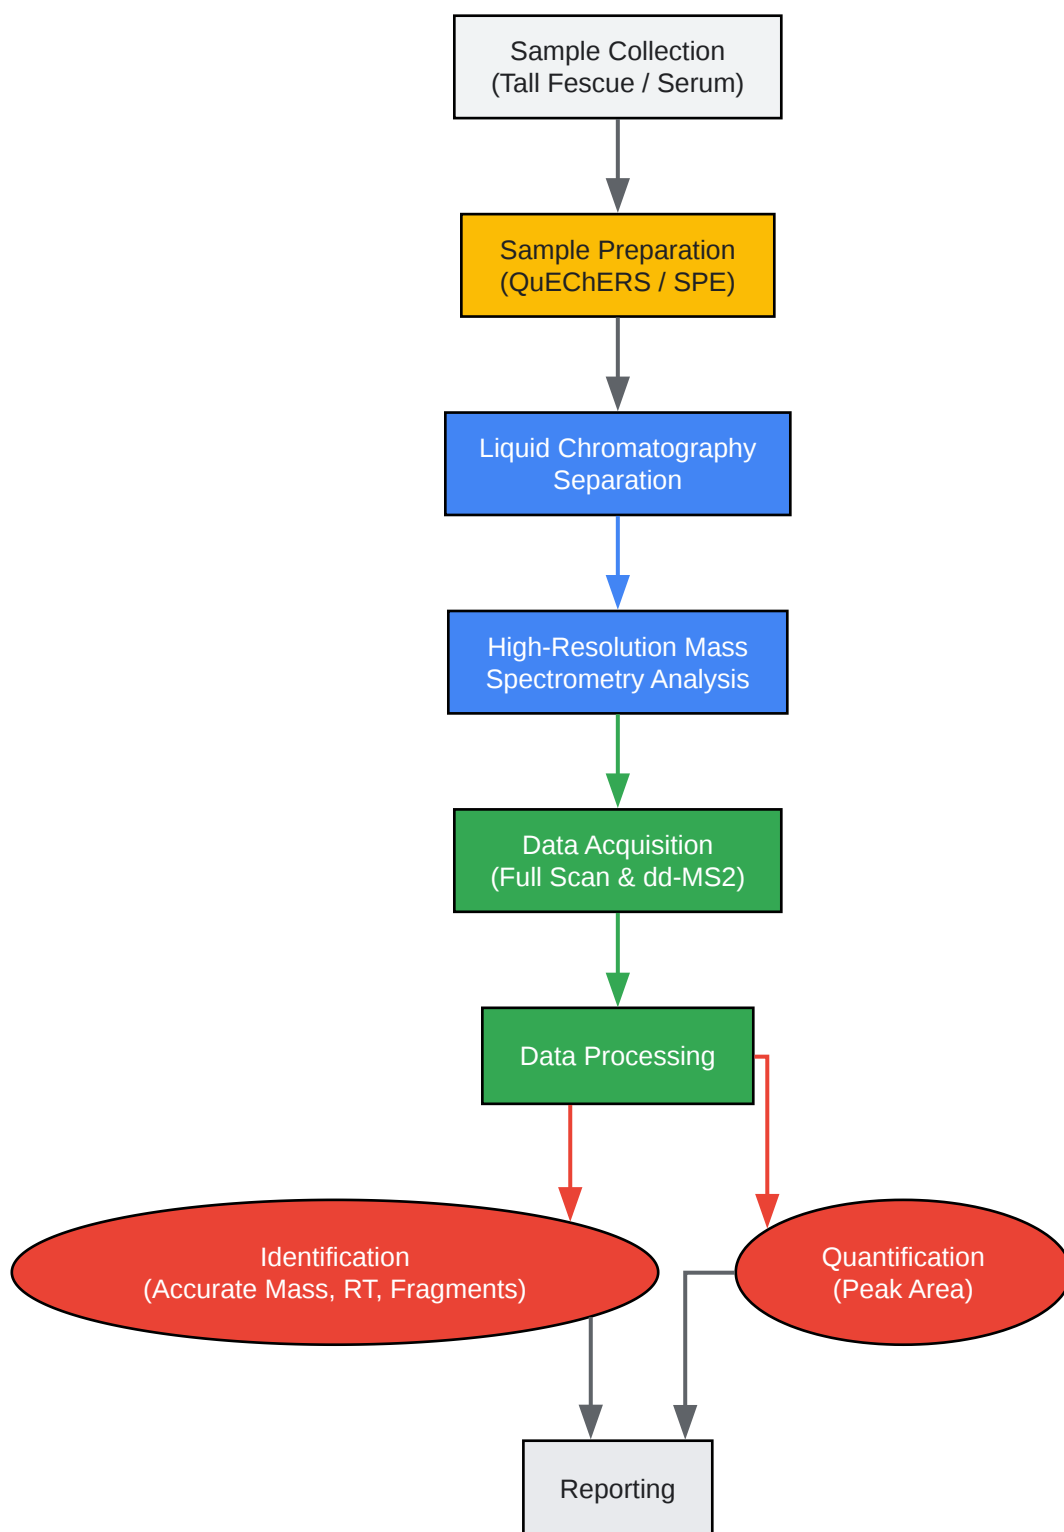 Sample Collection
(Tall Fescue / Serum)
Sample Preparation
(QuEChERS / SPE)
Liquid Chromatography
Separation
High-Resolution Mass
Spectrometry Analysis
Data Acquisition
(Full Scan & dd-MS2)
Data Processing
Identification
(Accurate Mass, RT, Fragments)
Quantification
(Peak Area)
Reporting